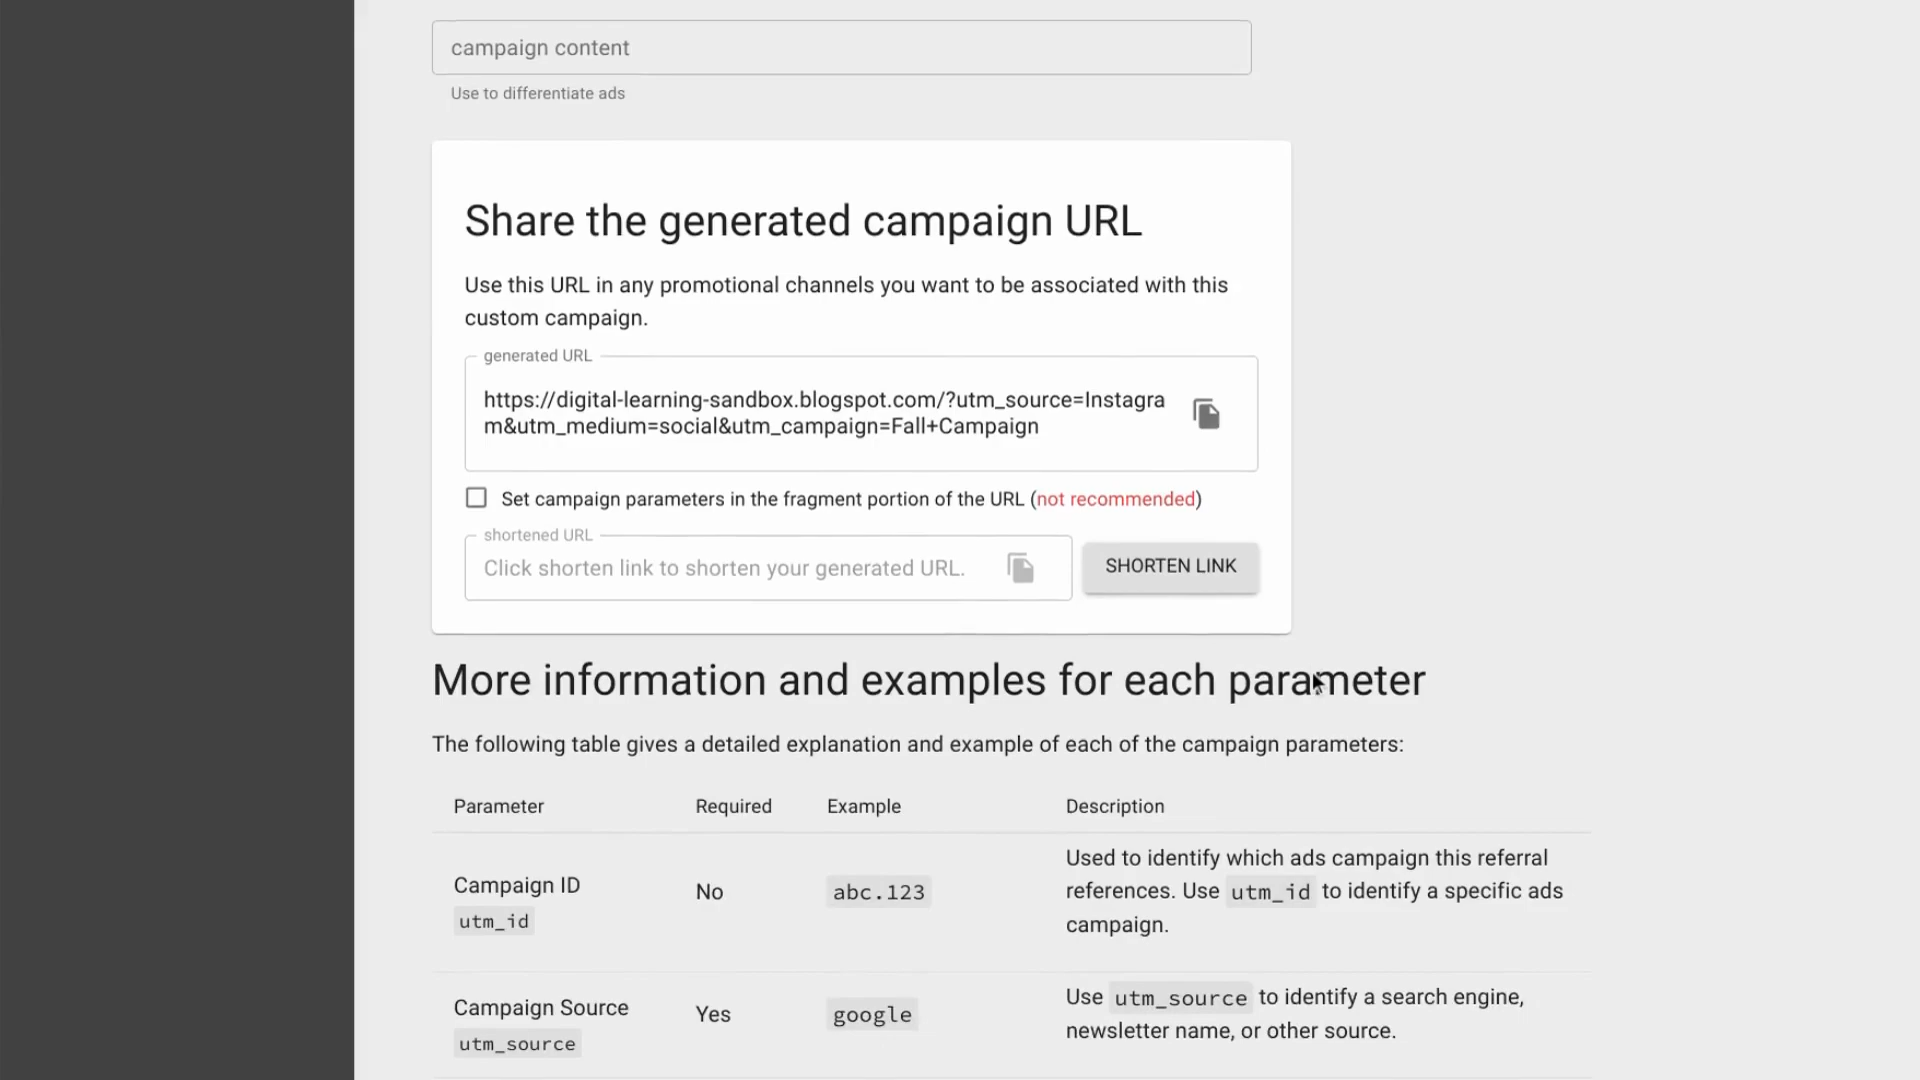 campaign content
Use to differentiate ads
Share the generated campaign URL
Use this URL in any promotional channels you want to be associated with this
custom campaign.
generated URL
https://digital-learning-sandbox.blogspot.com/?utm_source=Instagra
m&utm_medium=social&utm_campaign=Fall+Campaign
Set campaign parameters in the fragment portion of the URL (not recommended)
shortened URL
Click shorten link to shorten your generated URL.
SHORTEN LINK
More information and examples for each parameter
The following table gives a detailed explanation and example of each of the campaign parameters:
Parameter Required Example Description
Campaign ID
utm_id
No
abc.123
Used to identify which ads campaign this referral
references. Use utm_id to identify a specific ads
campaign.
Campaign Source
utm_source
Yes
google
Use utm_source to identify a search engine,
newsletter name, or other source.